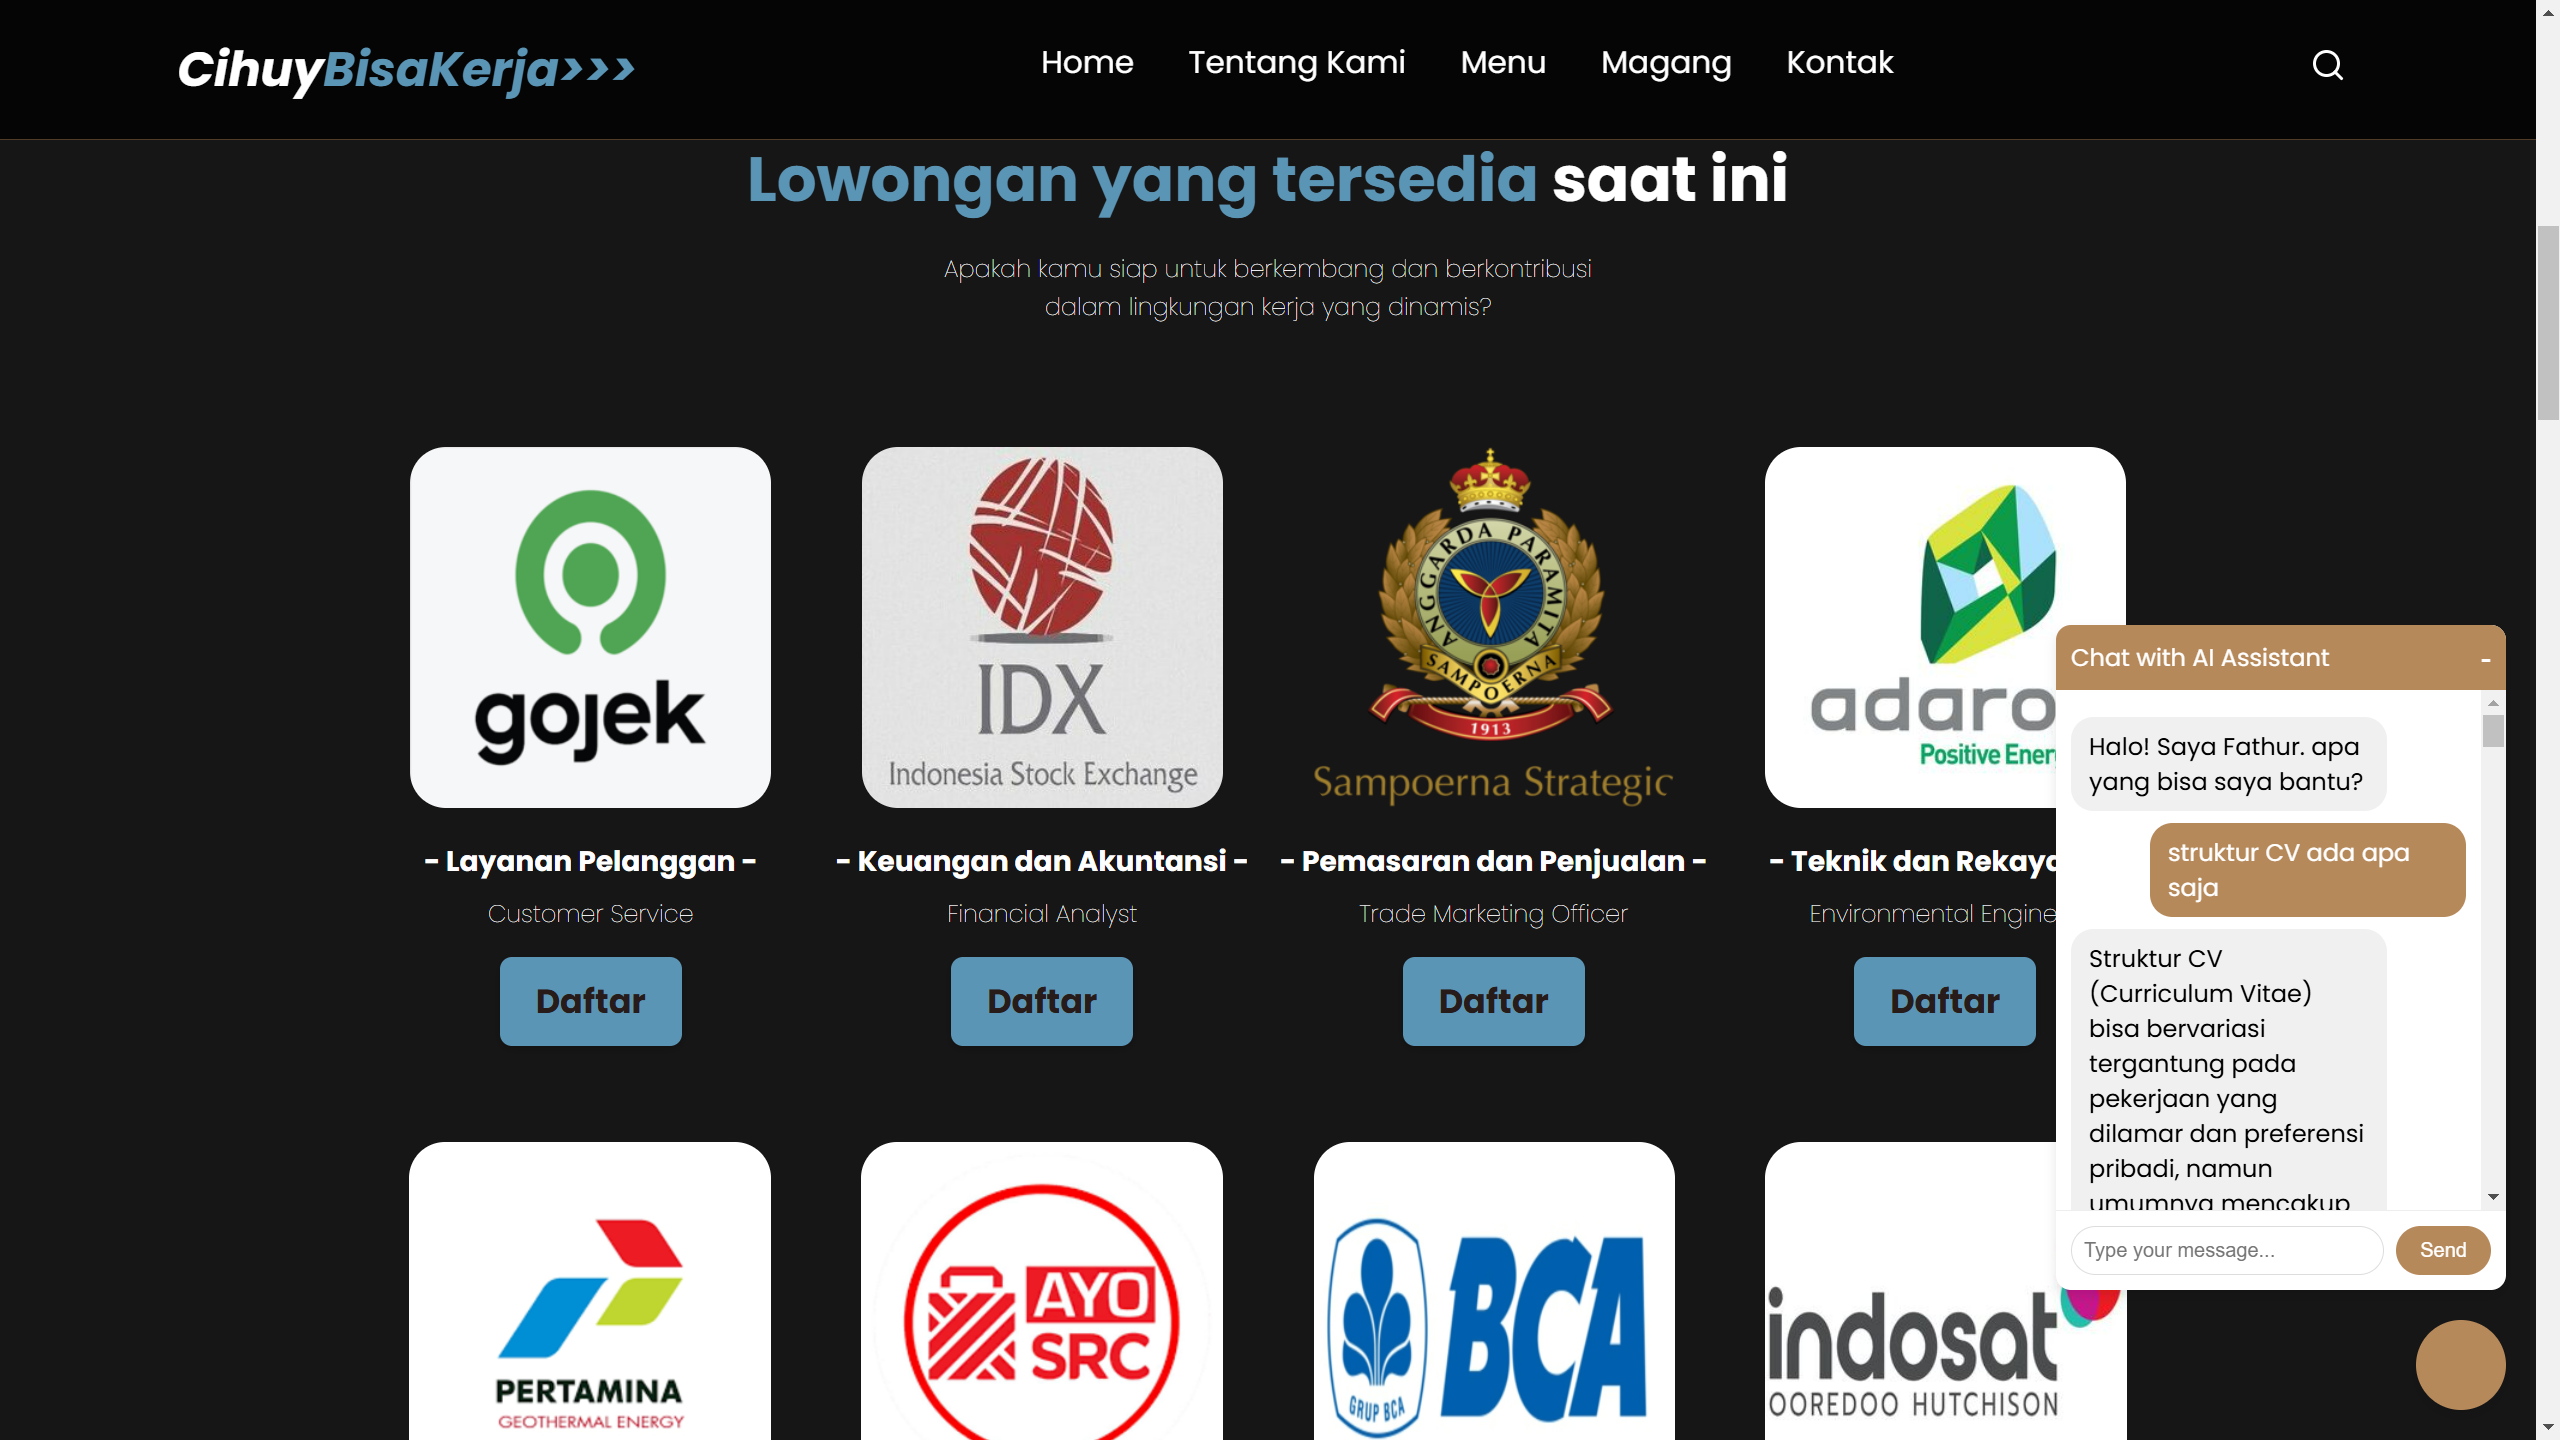 CihuyBisaKerja>>>
Home
Tentang Kami
Menu
Magang
Kontak
Lowongan yang tersedia saat ini
Apakah kamu siap untuk berkembang dan berkontribusi
dalam lingkungan kerja yang dinamis?
gojek
IDX
Indonesia Stock Exchange
ANGGARDA PARAMITA
SAMPOERNA
1913
Sampoerna Strategic
adaro
Positive Ener
- Layanan Pelanggan -
Customer Service
Daftar
- Keuangan dan Akuntansi -
Financial Analyst
Daftar
- Pemasaran dan Penjualan -
Trade Marketing Officer
Daftar
- Teknik dan Rekaya
Environmental Engine
Daftar
PERTAMINA
GEOTHERMAL ENERGY
AYO
SRC
GRUP BCA
BCA
indosat
OOREDOO HUTCHISON
Chat with AI Assistant
-
Halo! Saya Fathur. apa
yang bisa saya bantu?
struktur CV ada apa
saja
Struktur CV
(Curriculum Vitae)
bisa bervariasi
tergantung pada
pekerjaan yang
dilamar dan preferensi
pribadi, namun
umumnya mencakup
Type your message...
Send